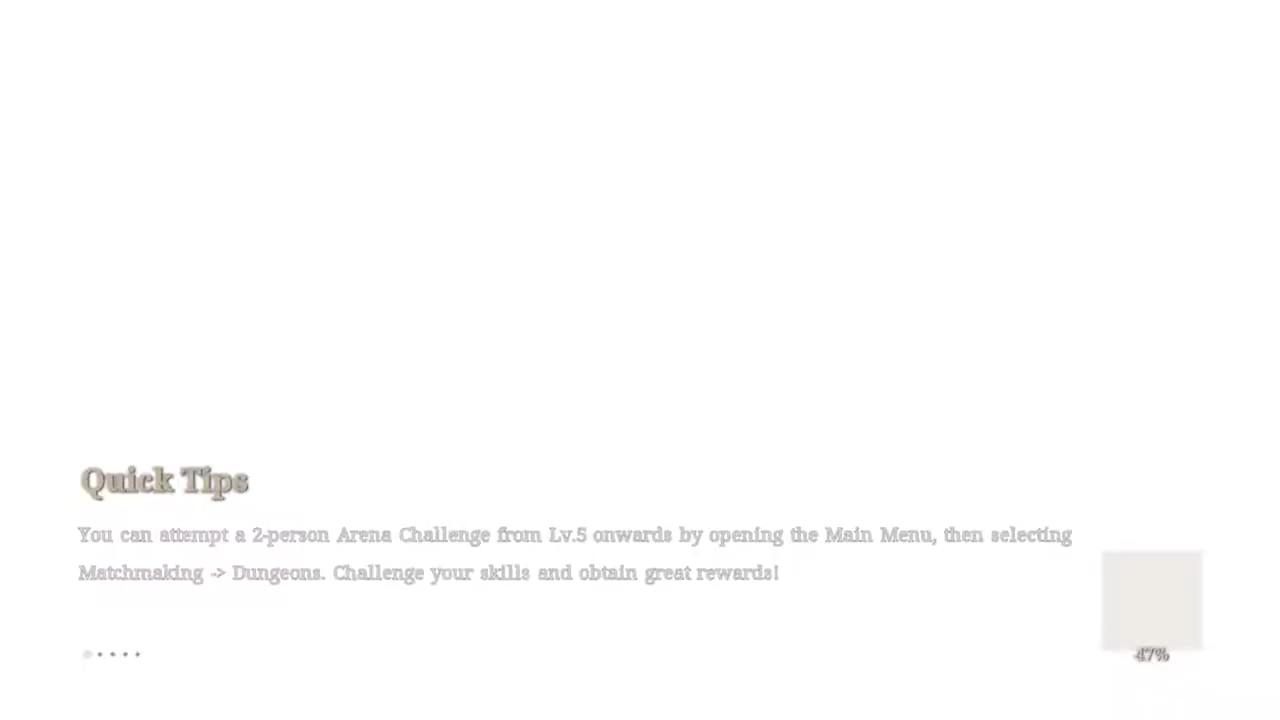 Quick Tips
You can attempt a 2-person Arena Challenge from Lv.5 onwards by opening the Main Menu, then selecting
Matchmaking -> Dungeons. Challenge your skills and obtain great rewards!
47%